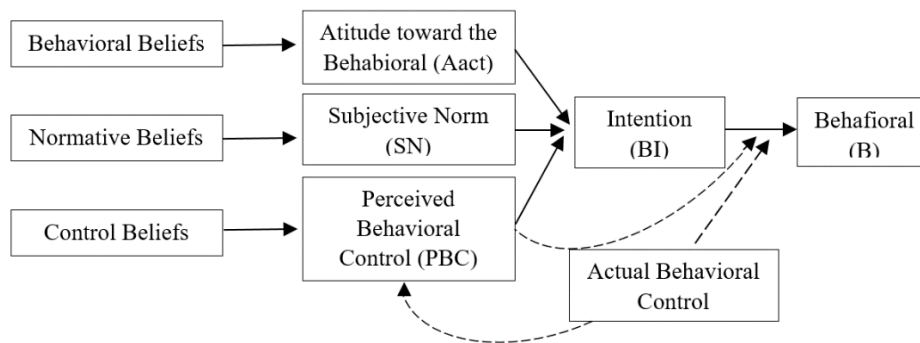 Behavioral Beliefs
Atitude toward the
Behabioral (Aact)
Normative Beliefs
Subjective Norm
(SN)
Intention
(BI)
Behafioral
(B)
Control Beliefs
Perceived
Behavioral
Control (PBC)
Actual Behavioral
Control